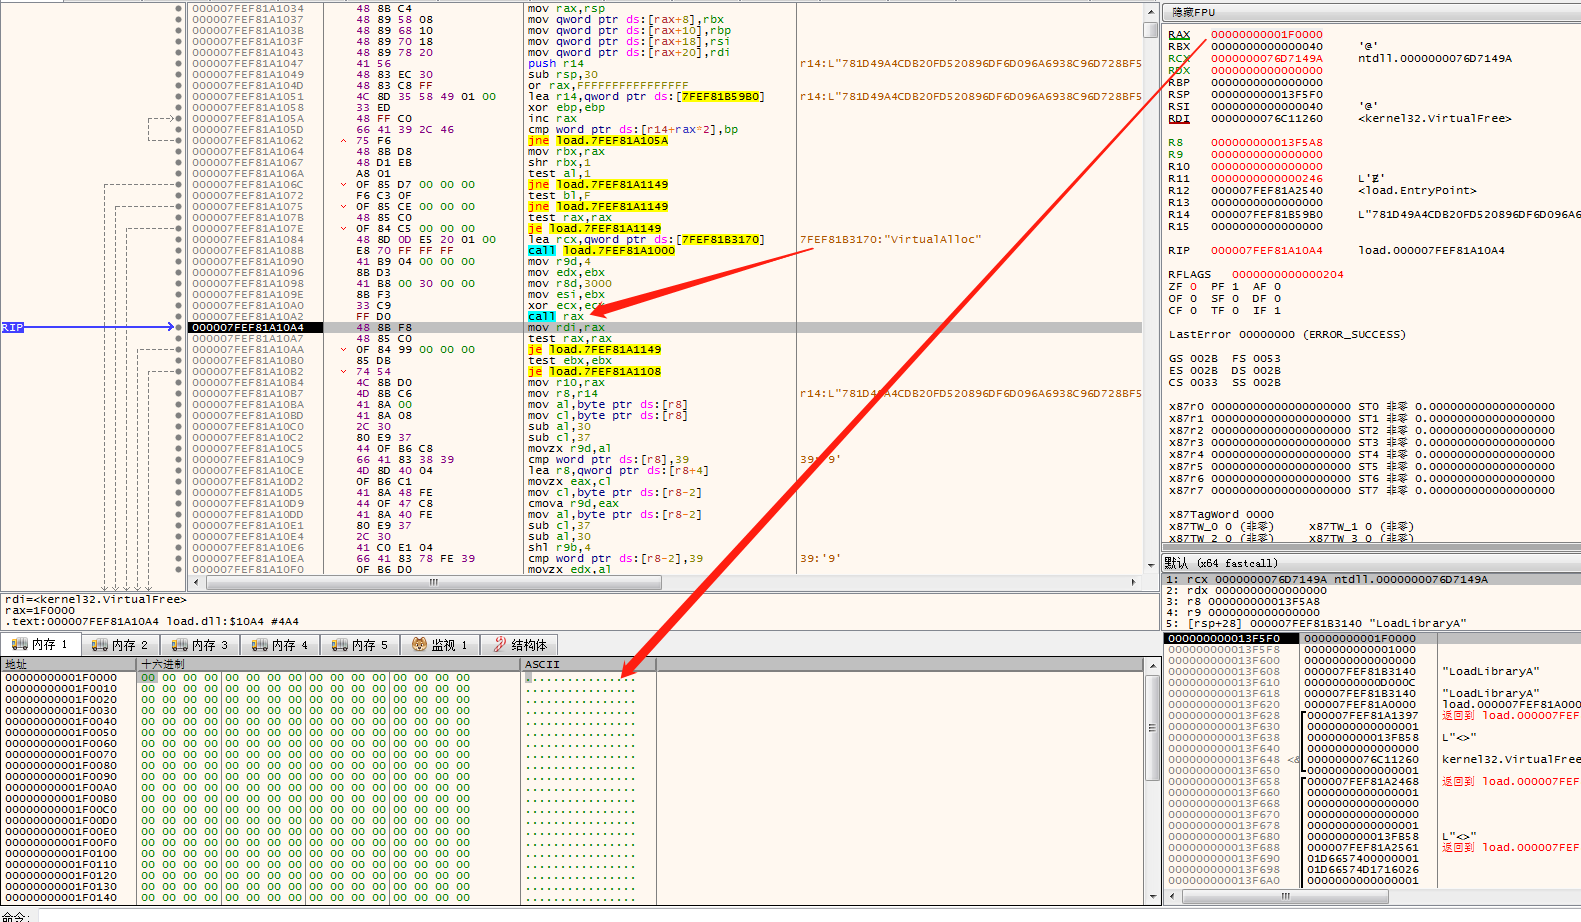 000007FEF81A1034 48 8B C4 mov rax,rsp
000007FEF81A1037 48 89 58 08 mov qword ptr ds:[rax+8],rbx
000007FEF81A103B 48 89 68 10 mov qword ptr ds:[rax+10],rbp
000007FEF81A103F 48 89 70 18 mov qword ptr ds:[rax+18],rsi
000007FEF81A1043 48 89 78 20 mov qword ptr ds:[rax+20],rdi
000007FEF81A1047 41 56 push r14 r14:L"781D49A4CDB20FD520896DF6D096A6938C96D728BF5
000007FEF81A1049 48 83 EC 30 sub rsp,30
000007FEF81A104D 48 83 C8 FF or rax,FFFFFFFFFFFFFFFF
000007FEF81A1051 4C 8D 35 58 49 01 00 lea r14,qword ptr ds:[7FEF81B59B0] r14:L"781D49A4CDB20FD520896DF6D096A6938C96D728BF5
000007FEF81A1058 33 ED xor ebp,ebp
000007FEF81A105A 48 FF C0 inc rax
000007FEF81A105D 66 41 39 2C 46 cmp word ptr ds:[r14+rax*2],bp
000007FEF81A1062 75 F6 jne load.7FEF81A105A
000007FEF81A1064 48 8B D8 mov rbx,rax
000007FEF81A1067 48 D1 EB shr rbx,1
000007FEF81A106A A8 01 test al,1
000007FEF81A106C 0F 85 D7 00 00 00 jne load.7FEF81A1149
000007FEF81A1072 F6 C3 0F test bl,F
000007FEF81A1075 0F 85 CE 00 00 00 jne load.7FEF81A1149
000007FEF81A107B 48 85 C0 test rax,rax
000007FEF81A107E 0F 84 C5 00 00 00 je load.7FEF81A1149
000007FEF81A1084 48 8D 0D E5 20 01 00 lea rcx,qword ptr ds:[7FEF81B3170] 7FEF81B3170:"VirtualAlloc"
000007FEF81A108B E8 70 FF FF FF call load.7FEF81A1000
000007FEF81A1090 41 B9 04 00 00 00 mov r9d,4
000007FEF81A1096 8B D3 mov edx,ebx
000007FEF81A1098 41 B8 00 30 00 00 mov r8d,3000
000007FEF81A109E 8B F3 mov esi,ebx
000007FEF81A10A0 33 C9 xor ecx,ecx
000007FEF81A10A2 FF D0 call rax
RIP 000007FEF81A10A4 48 8B F8 mov rdi,rax
000007FEF81A10A7 48 85 C0 test rax,rax
000007FEF81A10AA 0F 84 99 00 00 00 je load.7FEF81A1149
000007FEF81A10B0 85 DB test ebx,ebx
000007FEF81A10B2 74 54 je load.7FEF81A1108
000007FEF81A10B4 4C 8B D0 mov r10,rax
000007FEF81A10B7 4D 8B C6 mov r8,r14 r14:L"781D49A4CDB20FD520896DF6D096A6938C96D728BF5
000007FEF81A10BA 41 8A 00 mov al,byte ptr ds:[r8]
000007FEF81A10BD 41 8A 08 mov cl,byte ptr ds:[r8]
000007FEF81A10C0 2C 30 sub al,30
000007FEF81A10C2 80 E9 37 sub cl,37
000007FEF81A10C5 44 0F B6 C8 movzx r9d,al
000007FEF81A10C9 66 41 83 38 39 cmp word ptr ds:[r8],39 39:'9'
000007FEF81A10CE 4D 8D 40 04 lea r8,qword ptr ds:[r8+4]
000007FEF81A10D2 0F B6 C1 movzx eax,cl
000007FEF81A10D5 41 8A 48 FE mov cl,byte ptr ds:[r8-2]
000007FEF81A10D9 44 0F 47 C8 cmova r9d,eax
000007FEF81A10DD 41 8A 40 FE mov al,byte ptr ds:[r8-2]
000007FEF81A10E1 80 E9 37 sub cl,37
000007FEF81A10E4 2C 30 sub al,30
000007FEF81A10E6 41 C0 E1 04 shl r9b,4
000007FEF81A10EA 66 41 83 78 FE 39 cmp word ptr ds:[r8-2],39 39:'9'
000007FEF81A10F0 0F B6 D0 movzx edx,al
隐藏FPU
RAX 00000000001F0000
RBX 0000000000000040 '@'
RCX 0000000076D7149A ntdll.0000000076D7149A
RDX 0000000000000000
RBP 0000000000000000
RSP 000000000013F5F0
RSI 0000000000000040 '@'
RDI 0000000076C11260 <kernel32.VirtualFree>
R8 000000000013F5A8
R9 0000000000000000
R10 0000000000000000
R11 0000000000000246
R12 000007FEF81A2540 <load.EntryPoint>
R13 0000000000000000
R14 000007FEF81B59B0 L"781D49A4CDB20FD520896DF6D096A6
R15 0000000000000000
RIP 000007FEF81A10A4 load.000007FEF81A10A4
RFLAGS 0000000000000204
ZF 0 PF 1 AF 0
OF 0 SF 0 DF 0
CF 0 TF 0 IF 1
LastError 00000000 (ERROR_SUCCESS)
GS 002B FS 0053
ES 002B DS 002B
CS 0033 SS 002B
x87r0 00000000000000000000 ST0 非零 0.000000000000000000
x87r1 00000000000000000000 ST1 非零 0.000000000000000000
x87r2 00000000000000000000 ST2 非零 0.000000000000000000
x87r3 00000000000000000000 ST3 非零 0.000000000000000000
x87r4 00000000000000000000 ST4 非零 0.000000000000000000
x87r5 00000000000000000000 ST5 非零 0.000000000000000000
x87r6 00000000000000000000 ST6 非零 0.000000000000000000
x87r7 00000000000000000000 ST7 非零 0.000000000000000000
x87TagWord 0000
x87TW_0 0 (非零) x87TW_1 0 (非零)
x87TW_2 0 (非零) x87TW_3 0 (非零)
默认 (x64 fastcall)
1: rcx 0000000076D7149A ntdll.0000000076D7149A
2: rdx 0000000000000000
3: r8 000000000013F5A8
4: r9 0000000000000000
5: [rsp+28] 000007FEF81B3140 "LoadLibraryA"
rdi=<kernel32.VirtualFree>
rax=1F0000
.text:000007FEF81A10A4 load.dll:$10A4 #4A4
内存 1 内存 2 内存 3 内存 4 内存 5 监视 1 结构体
地址 十六进制 ASCII
00000000001F0000 00 00 00 00 00 00 00 00 00 00 00 00 00 00 00 00 ................
00000000001F0010 00 00 00 00 00 00 00 00 00 00 00 00 00 00 00 00 ................
00000000001F0020 00 00 00 00 00 00 00 00 00 00 00 00 00 00 00 00 ................
00000000001F0030 00 00 00 00 00 00 00 00 00 00 00 00 00 00 00 00 ................
00000000001F0040 00 00 00 00 00 00 00 00 00 00 00 00 00 00 00 00 ................
00000000001F0050 00 00 00 00 00 00 00 00 00 00 00 00 00 00 00 00 ................
00000000001F0060 00 00 00 00 00 00 00 00 00 00 00 00 00 00 00 00 ................
00000000001F0070 00 00 00 00 00 00 00 00 00 00 00 00 00 00 00 00 ................
00000000001F0080 00 00 00 00 00 00 00 00 00 00 00 00 00 00 00 00 ................
00000000001F0090 00 00 00 00 00 00 00 00 00 00 00 00 00 00 00 00 ................
00000000001F00A0 00 00 00 00 00 00 00 00 00 00 00 00 00 00 00 00 ................
00000000001F00B0 00 00 00 00 00 00 00 00 00 00 00 00 00 00 00 00 ................
00000000001F00C0 00 00 00 00 00 00 00 00 00 00 00 00 00 00 00 00 ................
00000000001F00D0 00 00 00 00 00 00 00 00 00 00 00 00 00 00 00 00 ................
00000000001F00E0 00 00 00 00 00 00 00 00 00 00 00 00 00 00 00 00 ................
00000000001F00F0 00 00 00 00 00 00 00 00 00 00 00 00 00 00 00 00 ................
00000000001F0100 00 00 00 00 00 00 00 00 00 00 00 00 00 00 00 00 ................
00000000001F0110 00 00 00 00 00 00 00 00 00 00 00 00 00 00 00 00 ................
00000000001F0120 00 00 00 00 00 00 00 00 00 00 00 00 00 00 00 00 ................
00000000001F0130 00 00 00 00 00 00 00 00 00 00 00 00 00 00 00 00 ................
00000000001F0140 00 00 00 00 00 00 00 00 00 00 00 00 00 00 00 00 ................
000000000013F5F0 00000000001F0000
000000000013F5F8 0000000000001000
000000000013F600 0000000000000000
000000000013F608 000007FEF81B3140 "LoadLibraryA"
000000000013F610 00000000000D000C
000000000013F618 000007FEF81B3140 "LoadLibraryA"
000000000013F620 000007FEF81A0000 load.000007FEF81A000
000000000013F628 000007FEF81A1397 返回到 load.000007FEF
000000000013F630 0000000000000001
000000000013F638 000000000013FB58 L"<>"
000000000013F640 0000000000000000
000000000013F648 <& 0000000076C11260 kernel32.VirtualFree
000000000013F650 0000000000000001
000000000013F658 000007FEF81A2468 返回到 load.000007FEF
000000000013F660 0000000000000001
000000000013F668 0000000000000000
000000000013F670 0000000000000000
000000000013F678 0000000000000001
000000000013F680 000000000013FB58 L"<>"
000000000013F688 000007FEF81A2561 返回到 load.000007FEF
000000000013F690 01D6657400000001
000000000013F698 01D66574D1716026
000000000013F6A0 0000000000000001
命令: